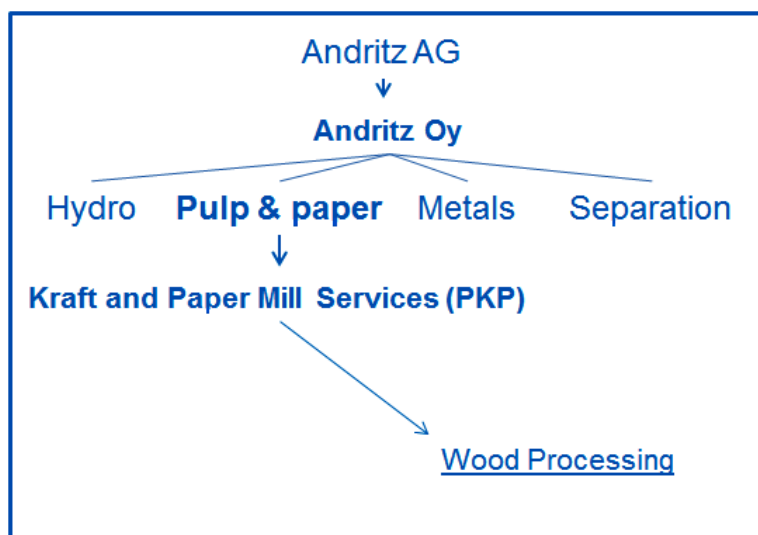 Andritz AG
Andritz Oy
Hydro Pulp & paper Metals Separation
Kraft and Paper Mill Services (PKP)
Wood Processing